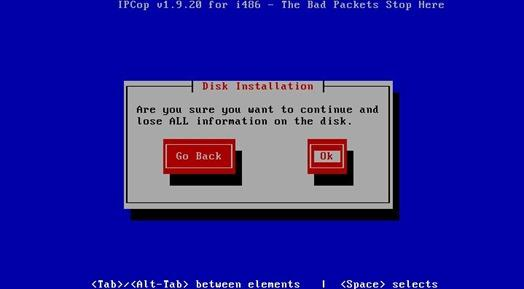 IPCop v1.9.20 for i486 - The Bad Packets Stop Here
Disk Installation
Are you sure you want to continue and
lose ALL information on the disk.
Go Back
Ok
<Tab>/<Alt-Tab> between elements | <Space> selects